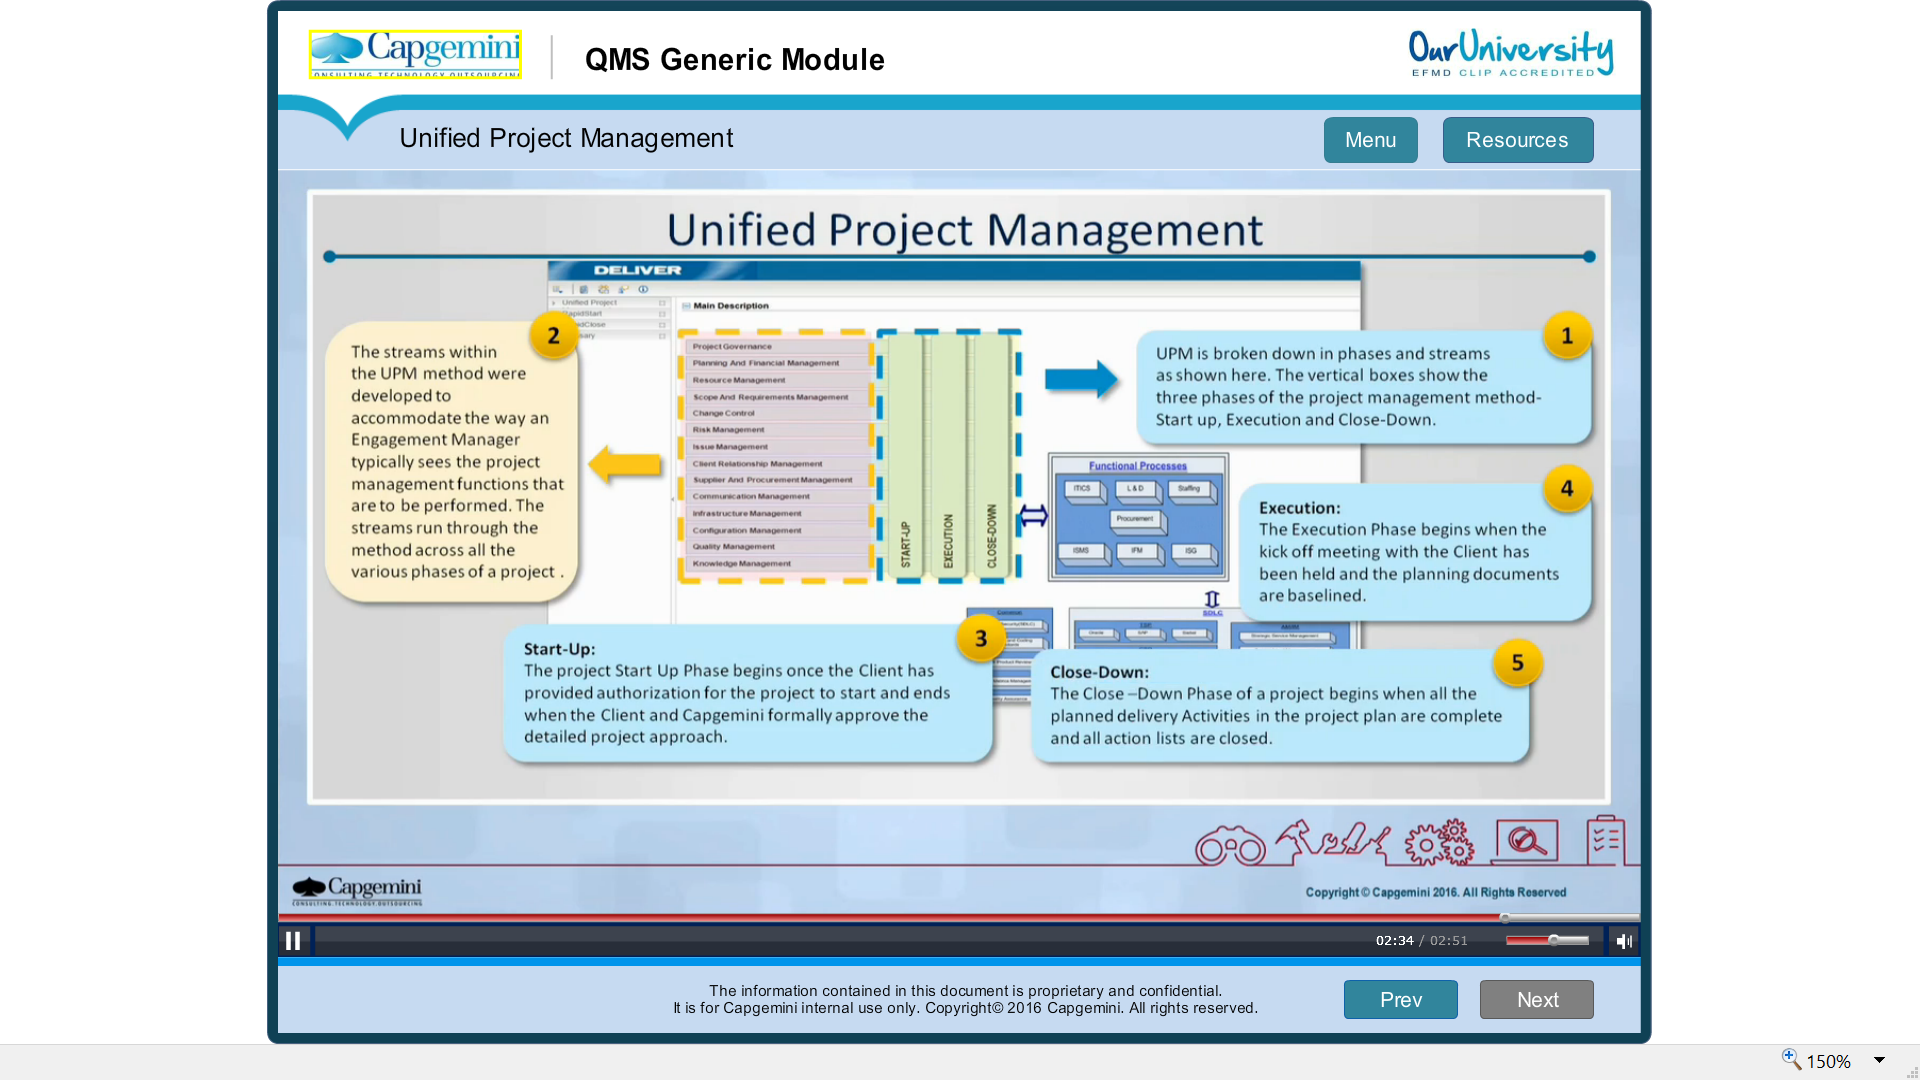 Capgemini
CONSULTING.TECHNOLOGY.OUTSOURCING
QMS Generic Module
OurUniversity
EFMD CLIP ACCREDITED
Unified Project Management
Menu
Resources
Unified Project Management
DELIVER
Unified Project
Main Description
Project Governance
Planning And Financial Management
Resource Management
Scope And Requirements Management
Change Control
Risk Management
Issue Management
Client Relationship Management
Supplier And Procurement Management
Communication Management
Infrastructure Management
Configuration Management
Quality Management
Knowledge Management
START-UP
EXECUTION
CLOSE-DOWN
2
The streams within
the UPM method were
developed to
accommodate the way an
Engagement Manager
typically sees the project
management functions that
are to be performed. The
streams run through the
method across all the
various phases of a project .
1
UPM is broken down in phases and streams
as shown here. The vertical boxes show the
three phases of the project management method-
Start up, Execution and Close-Down.
Functional Processes
ITICS
L & D
Staffing
Procurement
ISMS
IFM
ISG
SDLC
4
Execution:
The Execution Phase begins when the
kick off meeting with the Client has
been held and the planning documents
are baselined.
3
Start-Up:
The project Start Up Phase begins once the Client has
provided authorization for the project to start and ends
when the Client and Capgemini formally approve the
detailed project approach.
5
Close-Down:
The Close –Down Phase of a project begins when all the
planned delivery Activities in the project plan are complete
and all action lists are closed.
Capgemini
CONSULTING.TECHNOLOGY.OUTSOURCING
Copyright © Capgemini 2016. All Rights Reserved
02:34 / 02:51
The information contained in this document is proprietary and confidential.
It is for Capgemini internal use only. Copyright© 2016 Capgemini. All rights reserved.
Prev
Next
150%